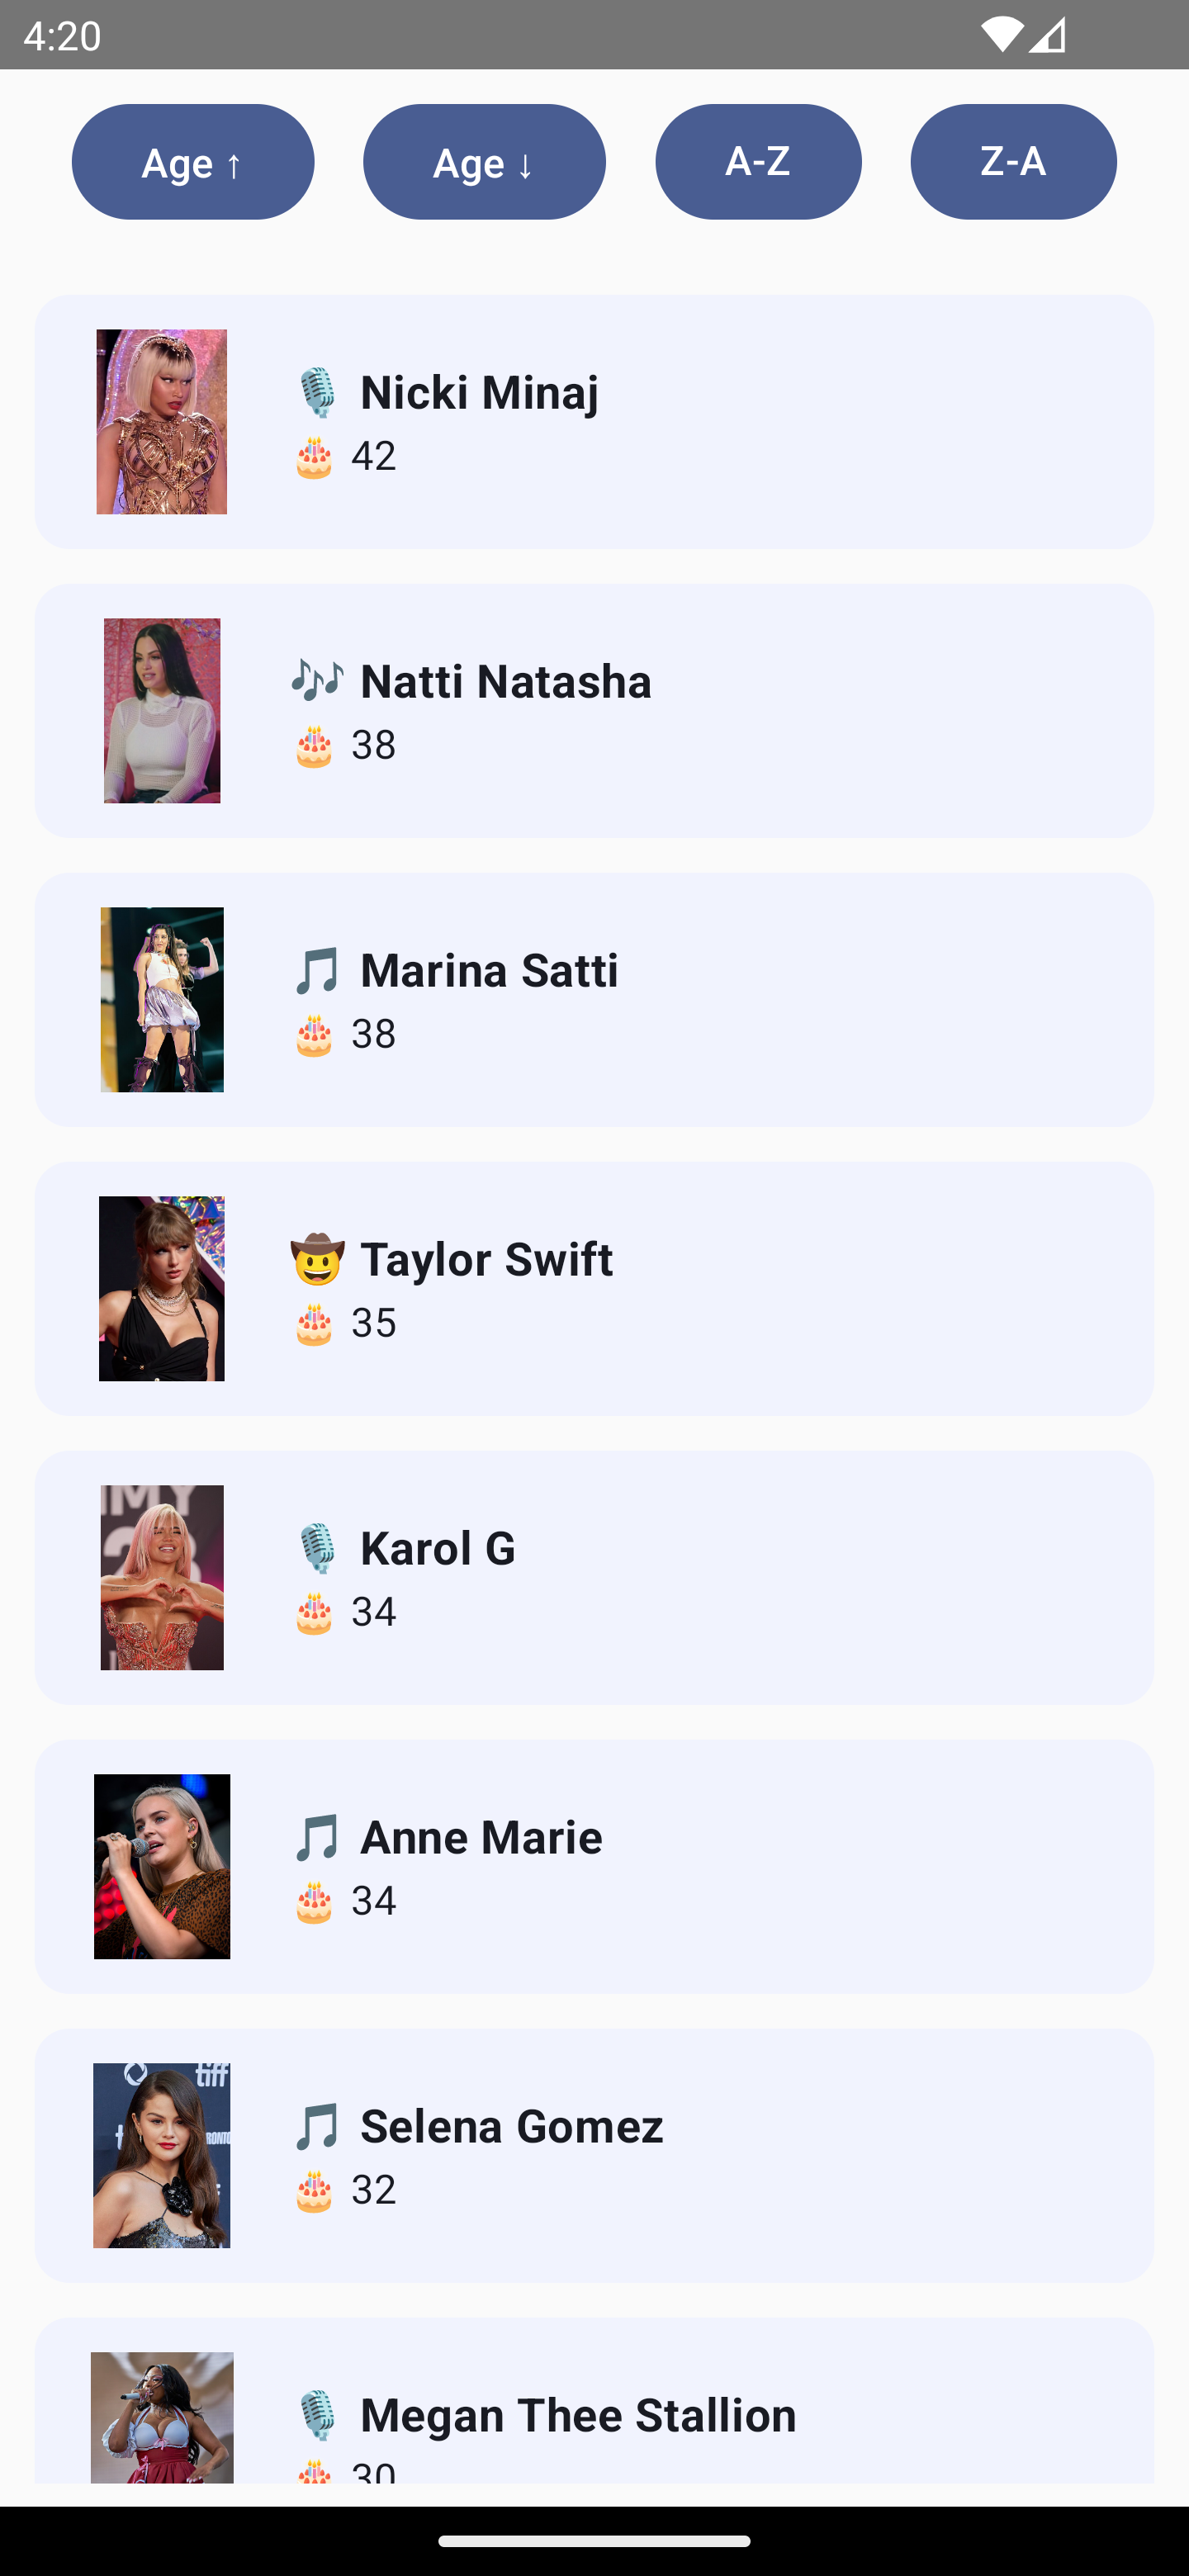 4:20
Age ↑ Age ↓ A-Z Z-A
🎙️ Nicki Minaj
🎂 42
🎶 Natti Natasha
🎂 38
🎵 Marina Satti
🎂 38
🤠 Taylor Swift
🎂 35
🎙️ Karol G
🎂 34
🎵 Anne Marie
🎂 34
tiff
🎵 Selena Gomez
🎂 32
🎙️ Megan Thee Stallion
🎂 30